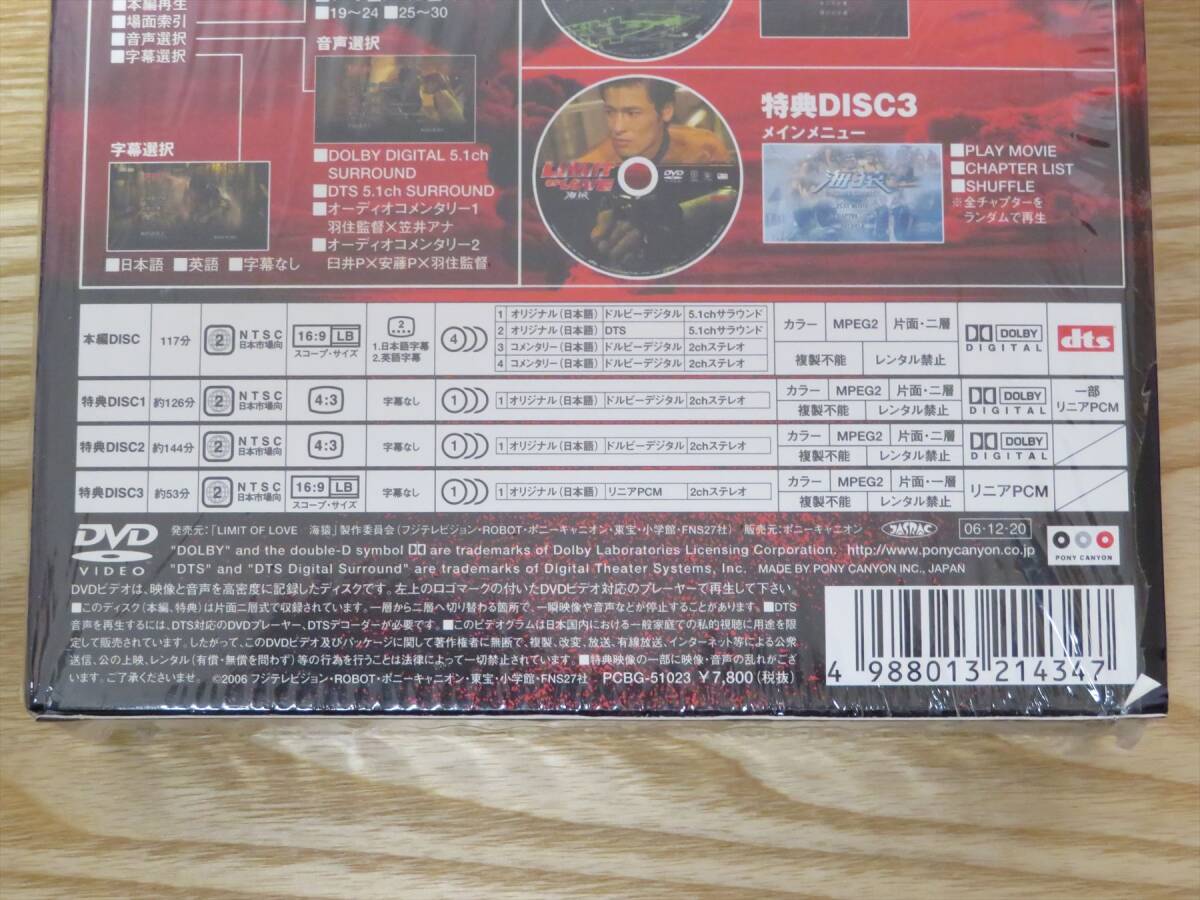 ■本編再生
■場面索引
■音声選択
■字幕選択
■19〜24 ■25〜30
音声選択
字幕選択
■日本語 ■英語 ■字幕なし
■DOLBY DIGITAL 5.1ch
SURROUND
■DTS 5.1ch SURROUND
■オーディオコメンタリー1
羽住監督×笠井アナ
■オーディオコメンタリー2
臼井P×安藤P×羽住監督
LIMIT
OF LOVE
海猿
DVD
特典DISC3
メインメニュー
海猿
■PLAY MOVIE
■CHAPTER LIST
■SHUFFLE
※全チャプターを
ランダムで再生
本編DISC 117分 2 NTSC 日本市場向 16:9 LB スコープ・サイズ 2 1.日本語字幕 2.英語字幕 4
1 オリジナル(日本語) ドルビーデジタル 5.1chサラウンド
2 オリジナル(日本語) DTS 5.1chサラウンド
3 コメンタリー(日本語) ドルビーデジタル 2chステレオ
4 コメンタリー(日本語) ドルビーデジタル 2chステレオ
カラー MPEG2 片面・二層
複製不能 レンタル禁止
DOLBY DIGITAL dts
特典DISC1 約126分 2 NTSC 日本市場向 4:3 字幕なし 1 1 オリジナル(日本語) ドルビーデジタル 2chステレオ
カラー MPEG2 片面・二層
複製不能 レンタル禁止
DOLBY DIGITAL 一部リニアPCM
特典DISC2 約144分 2 NTSC 日本市場向 4:3 字幕なし 1 1 オリジナル(日本語) ドルビーデジタル 2chステレオ
カラー MPEG2 片面・二層
複製不能 レンタル禁止
DOLBY DIGITAL
特典DISC3 約53分 2 NTSC 日本市場向 16:9 LB スコープ・サイズ 字幕なし 1 1 オリジナル(日本語) リニアPCM 2chステレオ
カラー MPEG2 片面・一層
複製不能 レンタル禁止
リニアPCM
DVD VIDEO
発売元:「LIMIT OF LOVE 海猿」製作委員会(フジテレビジョン・ROBOT・ポニーキャニオン・東宝・小学館・FNS27社) 販売元:ポニーキャニオン JASRAC 06・12・20
"DOLBY" and the double-D symbol are trademarks of Dolby Laboratories Licensing Corporation. http://www.ponycanyon.co.jp
"DTS" and "DTS Digital Surround" are trademarks of Digital Theater Systems, Inc. MADE BY PONY CANYON INC., JAPAN
PONY CANYON
DVDビデオは、映像と音声を高密度に記録したディスクです。左上のロゴマークの付いたDVDビデオ対応のプレーヤーで再生して下さい。
■このディスク(本編、特典)は片面二層式で収録されています。一層から二層へ切り替わる箇所で、一瞬映像や音声などが停止することがあります。■DTS
音声を再生するには、DTS対応のDVDプレーヤー、DTSデコーダーが必要です。■このビデオグラムは日本国内における一般家庭での私的視聴に用途を限
定して販売されています。したがって、このDVDビデオ及びパッケージに関して著作権者に無断で、複製、改変、放送、有線放送、インターネット等による公衆
送信、公の上映、レンタル(有償・無償を問わず)等の行為を行うことは法律によって一切禁止されています。■特典映像の一部に映像・音声の乱れがござ
います。ご了承くださいませ。 ©2006 フジテレビジョン・ROBOT・ポニーキャニオン・東宝・小学館・FNS27社 PCBG-51023 ¥7,800(税抜)
4 988013 214347